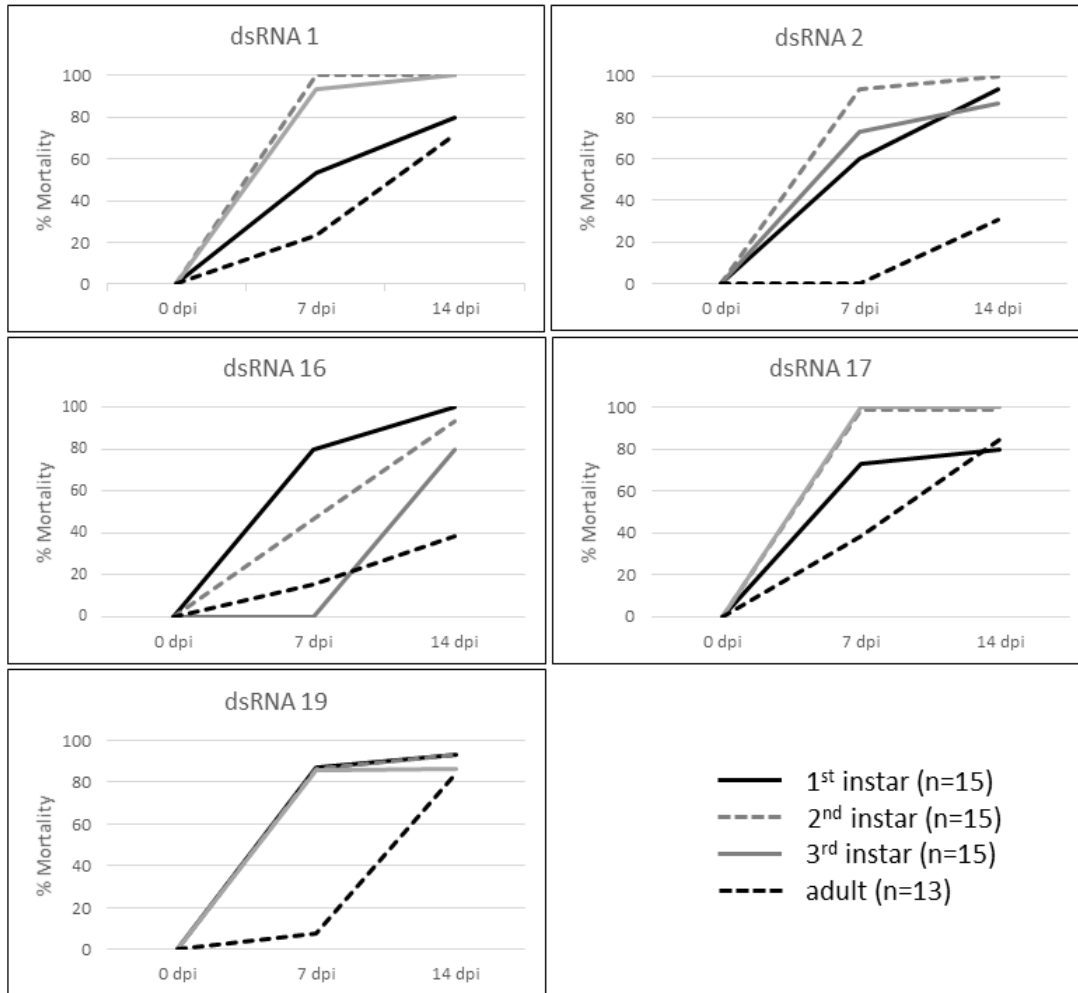 dsRNA 1
% Mortality
100
80
60
40
20
0
0 dpi 7 dpi 14 dpi
dsRNA 2
% Mortality
100
80
60
40
20
0
0 dpi 7 dpi 14 dpi
dsRNA 16
% Mortality
100
80
60
40
20
0
0 dpi 7 dpi 14 dpi
dsRNA 17
% Mortality
100
80
60
40
20
0
0 dpi 7 dpi 14 dpi
dsRNA 19
% Mortality
100
80
60
40
20
0
0 dpi 7 dpi 14 dpi
1st instar (n=15)
2nd instar (n=15)
3rd instar (n=15)
adult (n=13)